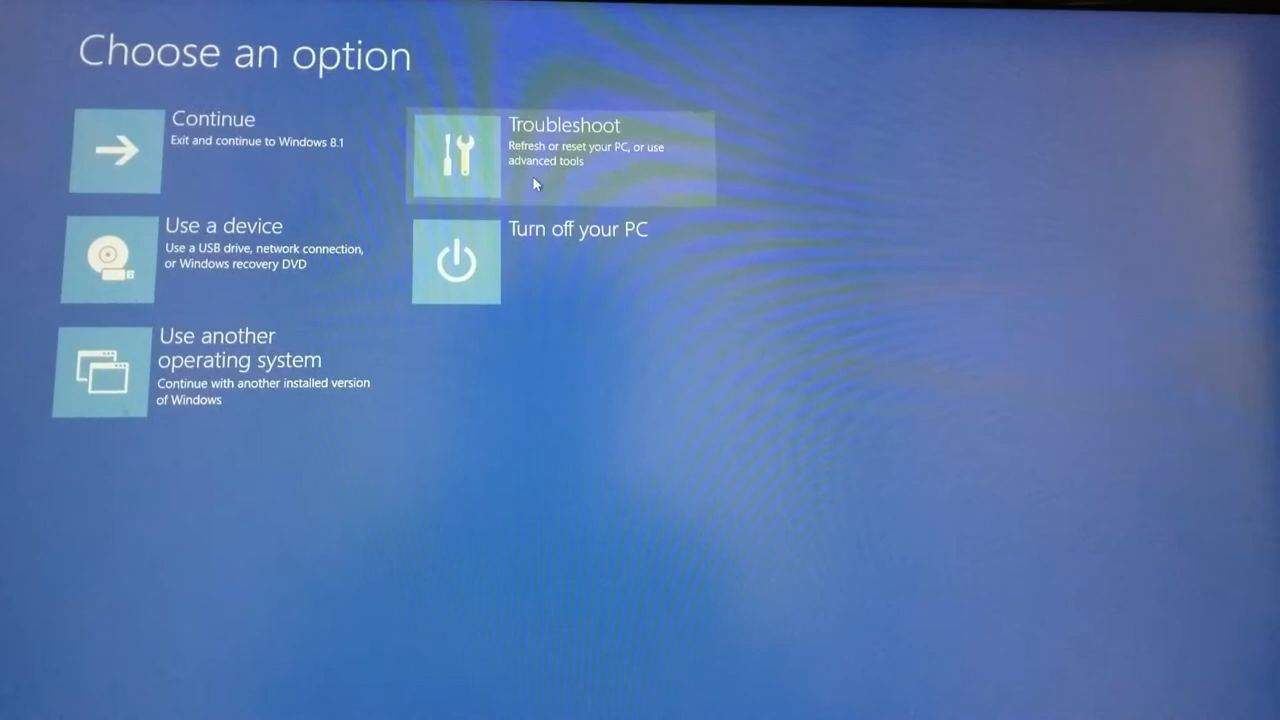 Choose an option
Continue
Exit and continue to Windows 8.1
Use a device
Use a USB drive, network connection,
or Windows recovery DVD
Use another
operating system
Continue with another installed version
of Windows
Troubleshoot
Refresh or reset your PC, or use
advanced tools
Turn off your PC